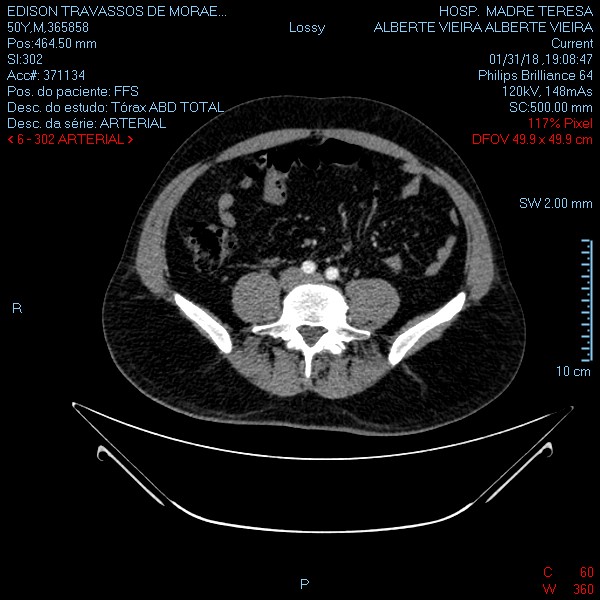 EDISON TRAVASSOS DE MORAE...
50Y,M,365858
Pos:464.50 mm
SI:302
Acc#: 371134
Pos. do paciente: FFS
Desc. do estudo: Tórax ABD TOTAL
Desc. da série: ARTERIAL
< 6 - 302 ARTERIAL >
Lossy
HOSP. MADRE TERESA
ALBERTE VIEIRA ALBERTE VIEIRA
Current
01/31/18 ,19:08:47
Philips Brilliance 64
120kV, 148mAs
SC:500.00 mm
117% Pixel
DFOV 49.9 x 49.9 cm
SW 2.00 mm
R
10 cm
P
C 60
W 360